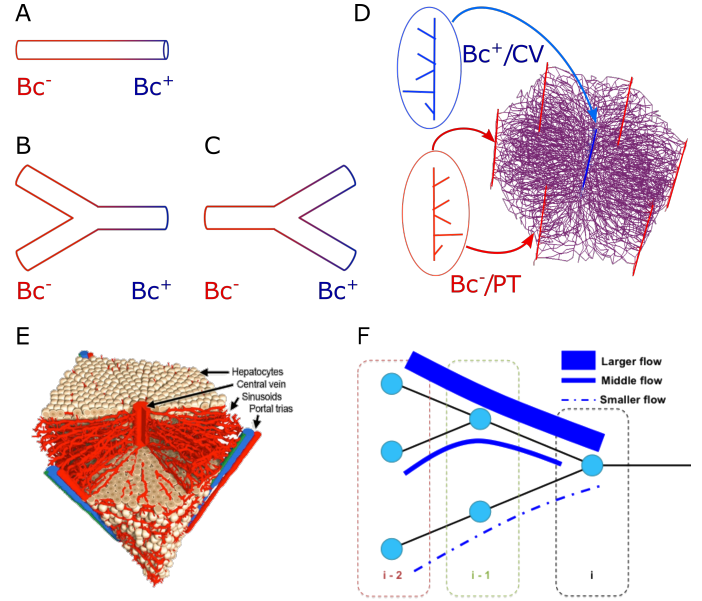 A
Bc⁻
Bc⁺
B
Bc⁻
Bc⁺
C
Bc⁻
Bc⁺
D
Bc⁺/CV
Bc⁻/PT
E
Hepatocytes
Central vein
Sinusoids
Portal trias
F
Larger flow
Middle flow
Smaller flow
i - 2
i - 1
i